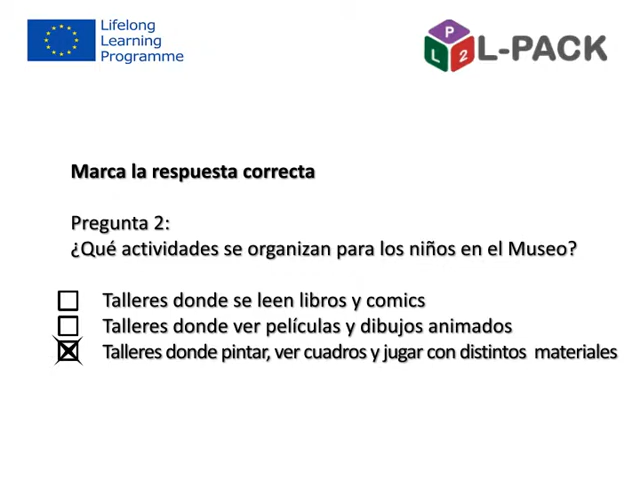 Lifelong
Learning
Programme
P
L 2
L-PACK
Marca la respuesta correcta
Pregunta 2:
¿Qué actividades se organizan para los niños en el Museo?
Talleres donde se leen libros y comics
Talleres donde ver películas y dibujos animados
Talleres donde pintar, ver cuadros y jugar con distintos materiales